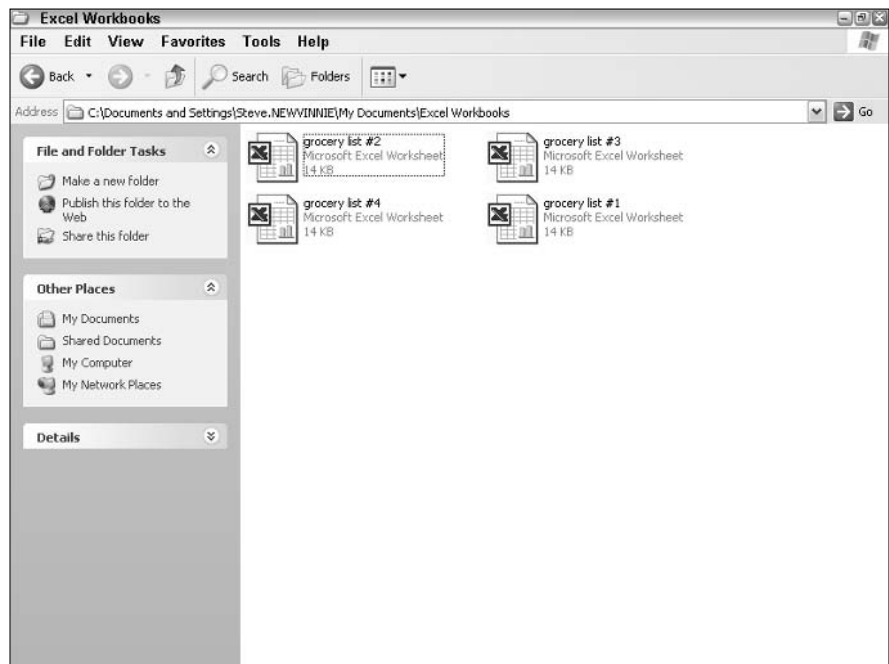 Excel Workbooks
File Edit View Favorites Tools Help
Back Search Folders
Address C:\Documents and Settings\Steve.NEWVINNIE\My Documents\Excel Workbooks Go
File and Folder Tasks
Make a new folder
Publish this folder to the
Web
Share this folder
Other Places
My Documents
Shared Documents
My Computer
My Network Places
Details
grocery list #2
Microsoft Excel Worksheet
14 KB
grocery list #3
Microsoft Excel Worksheet
14 KB
grocery list #4
Microsoft Excel Worksheet
14 KB
grocery list #1
Microsoft Excel Worksheet
14 KB